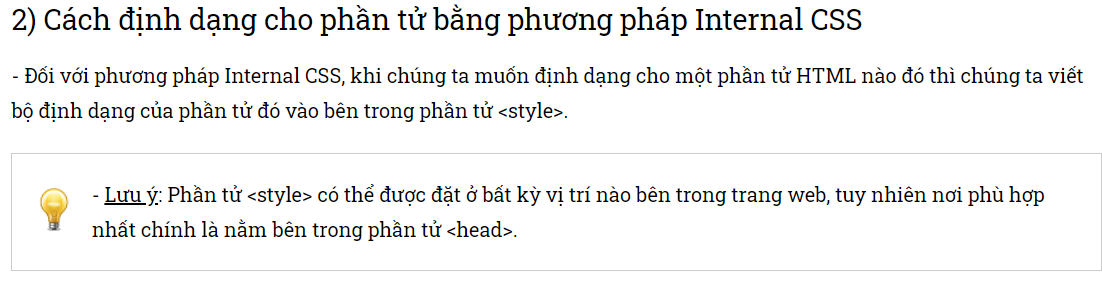 2) Cách định dạng cho phần tử bằng phương pháp Internal CSS
- Đối với phương pháp Internal CSS, khi chúng ta muốn định dạng cho một phần tử HTML nào đó thì chúng ta viết
bộ định dạng của phần tử đó vào bên trong phần tử <style>.
- Lưu ý: Phần tử <style> có thể được đặt ở bất kỳ vị trí nào bên trong trang web, tuy nhiên nơi phù hợp
nhất chính là nằm bên trong phần tử <head>.